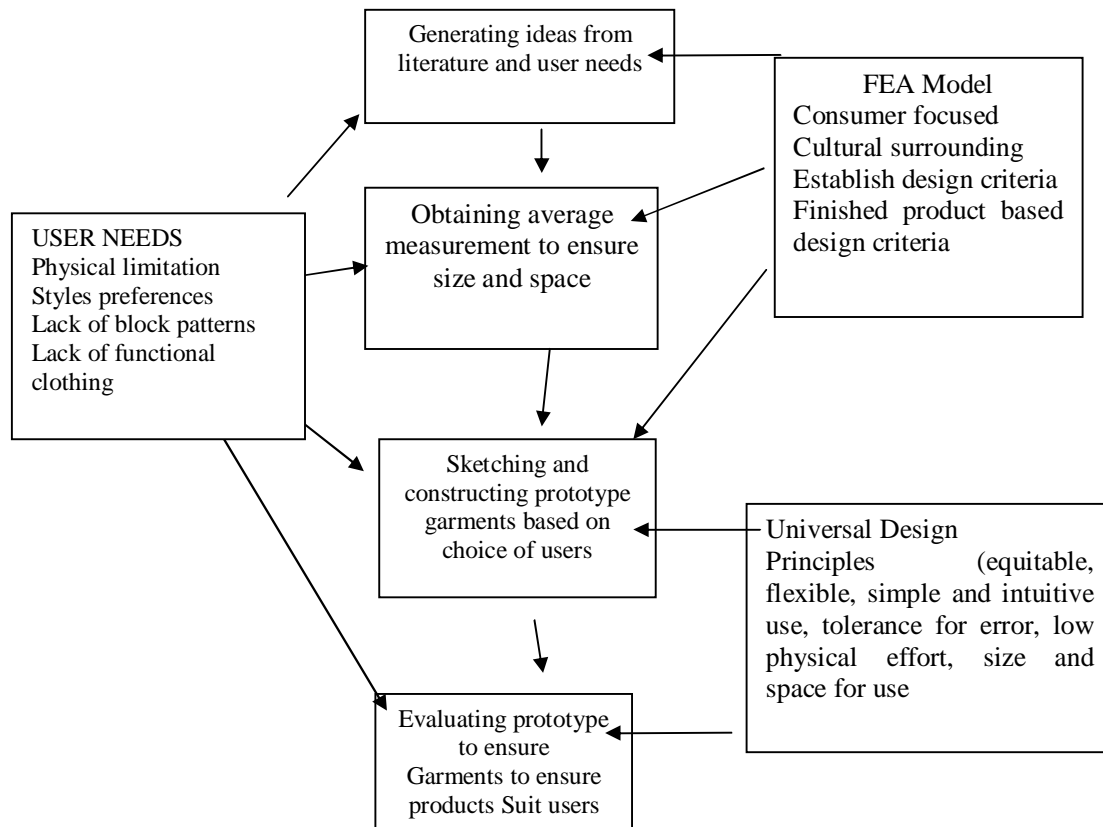 Generating ideas from
literature and user needs
FEA Model
Consumer focused
Cultural surrounding
Establish design criteria
Finished product based
design criteria
Obtaining average
measurement to ensure
size and space
USER NEEDS
Physical limitation
Styles preferences
Lack of block patterns
Lack of functional
clothing
Sketching and
constructing prototype
garments based on
choice of users
Universal Design
Principles (equitable,
flexible, simple and intuitive
use, tolerance for error, low
physical effort, size and
space for use
Evaluating prototype
to ensure
Garments to ensure
products Suit users